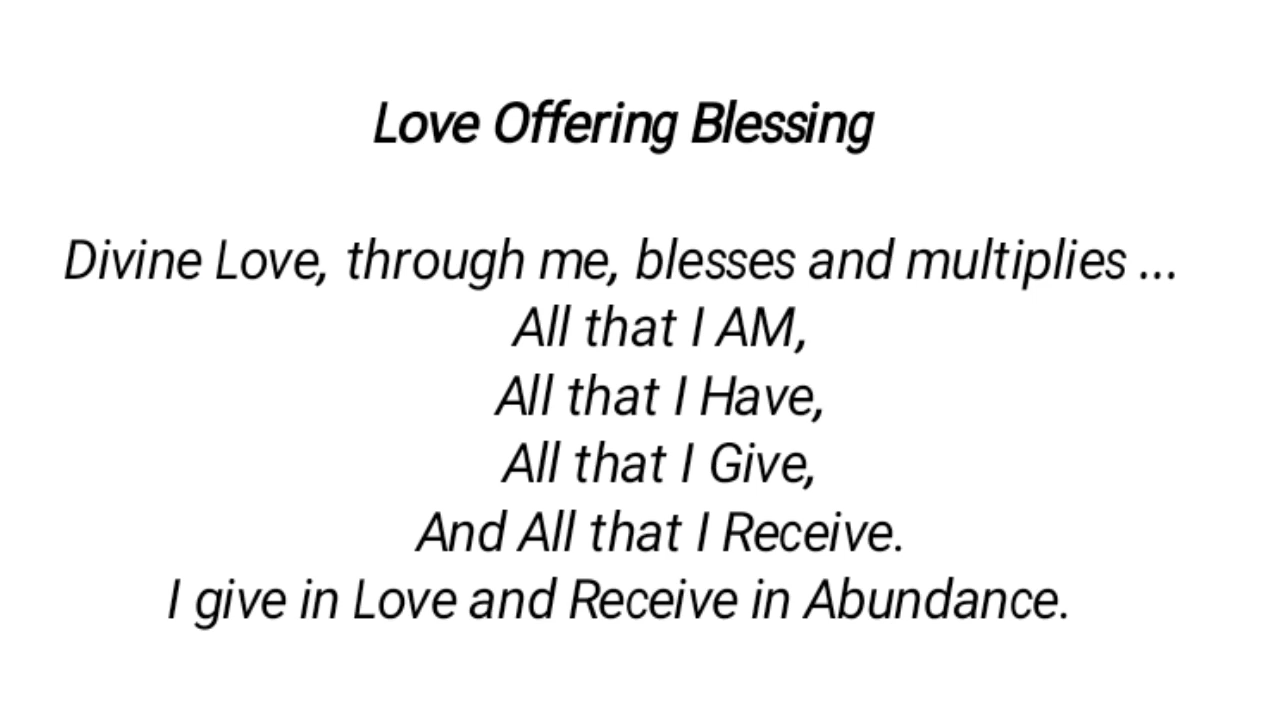 Love Offering Blessing
Divine Love, through me, blesses and multiplies ...
All that I AM,
All that I Have,
All that I Give,
And All that I Receive.
I give in Love and Receive in Abundance.